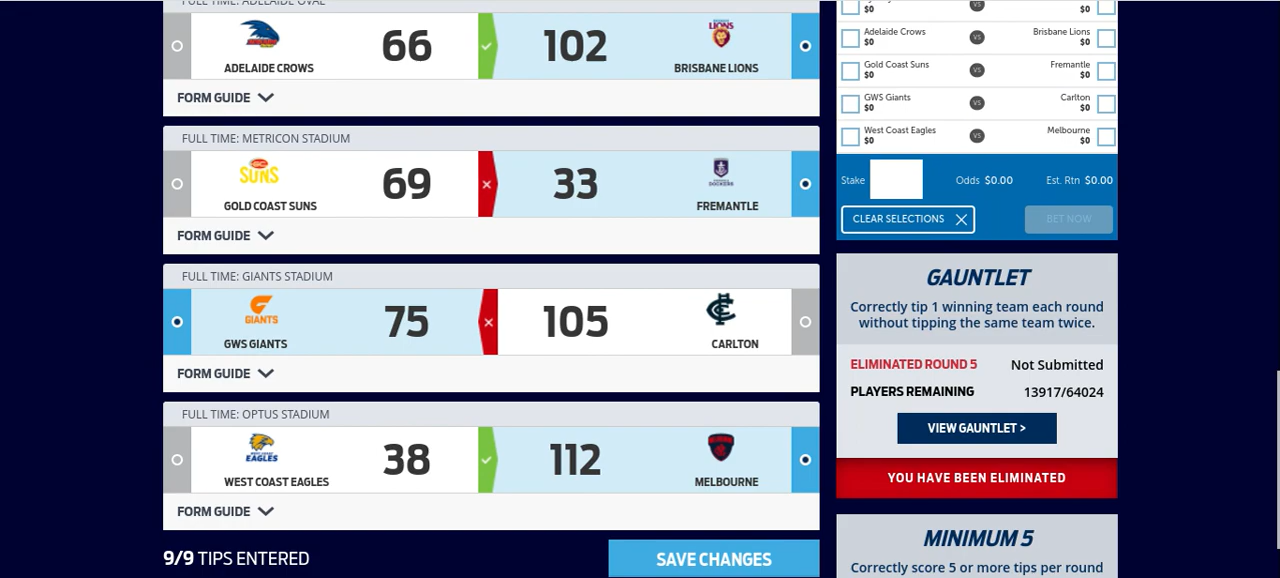 FULL TIME: ADELAIDE OVAL
66
102
LIONS
ADELAIDE CROWS
BRISBANE LIONS
FORM GUIDE
FULL TIME: METRICON STADIUM
SUNS
69
33
DOCKERS
GOLD COAST SUNS
FREMANTLE
FORM GUIDE
FULL TIME: GIANTS STADIUM
GIANTS
75
105
GWS GIANTS
CARLTON
FORM GUIDE
FULL TIME: OPTUS STADIUM
EAGLES
38
112
WEST COAST EAGLES
MELBOURNE
FORM GUIDE
9/9 TIPS ENTERED
SAVE CHANGES
$0 VS $0
Adelaide Crows VS Brisbane Lions
$0 $0
Gold Coast Suns VS Fremantle
$0 $0
GWS Giants VS Carlton
$0 $0
West Coast Eagles VS Melbourne
$0 $0
Stake Odds $0.00 Est. Rtn $0.00
CLEAR SELECTIONS
BET NOW
GAUNTLET
Correctly tip 1 winning team each round
without tipping the same team twice.
ELIMINATED ROUND 5 Not Submitted
PLAYERS REMAINING 13917/64024
VIEW GAUNTLET >
YOU HAVE BEEN ELIMINATED
MINIMUM 5
Correctly score 5 or more tips per round